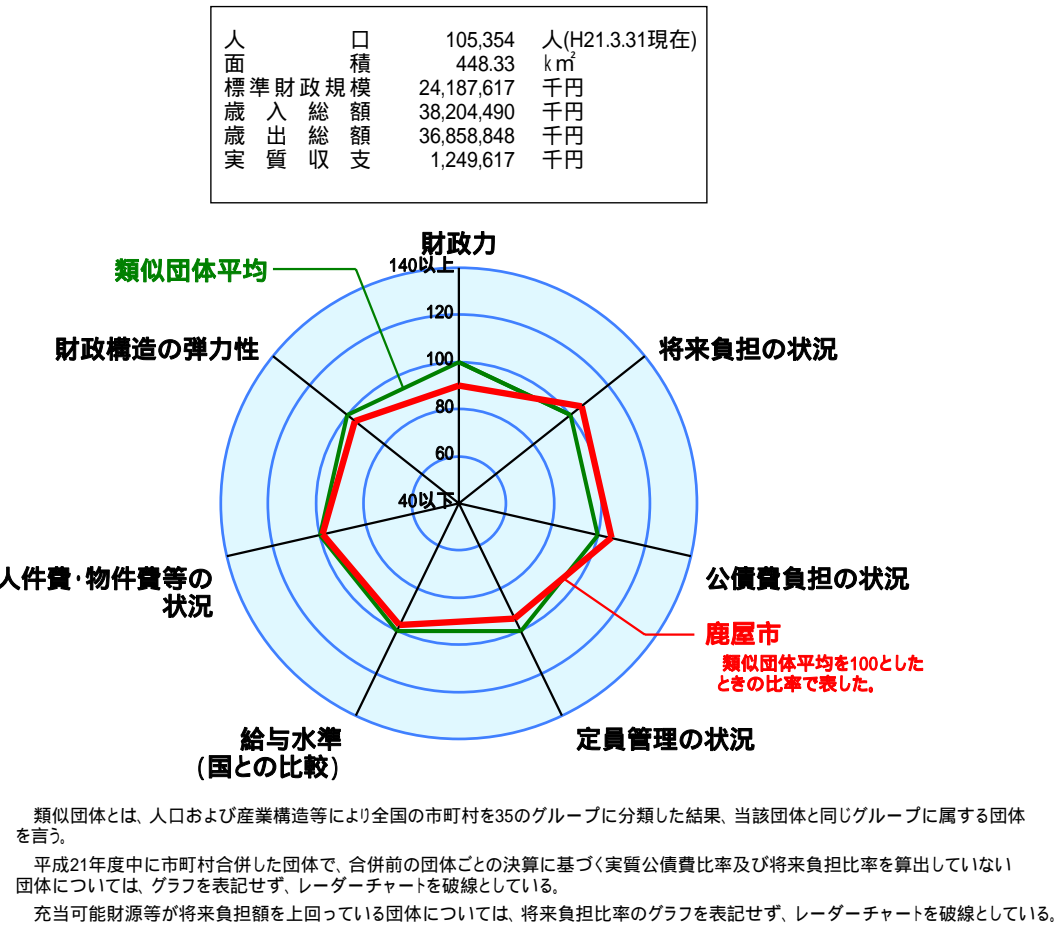 人口 105,354 人(H21.3.31現在)
面積 448.33 k㎡
標準財政規模 24,187,617 千円
歳入総額 38,204,490 千円
歳出総額 36,858,848 千円
実質収支 1,249,617 千円
財政力
140以上
類似団体平均
120
財政構造の弾力性
将来負担の状況
100
80
60
40以下
人件費・物件費等の
状況
公債費負担の状況
鹿屋市
類似団体平均を100とした
ときの比率で表した。
給与水準
(国との比較)
定員管理の状況
類似団体とは、人口および産業構造等により全国の市町村を35のグループに分類した結果、当該団体と同じグループに属する団体
を言う。
平成21年度中に市町村合併した団体で、合併前の団体ごとの決算に基づく実質公債費比率及び将来負担比率を算出していない
団体については、グラフを表記せず、レーダーチャートを破線としている。
充当可能財源等が将来負担額を上回っている団体については、将来負担比率のグラフを表記せず、レーダーチャートを破線としている。